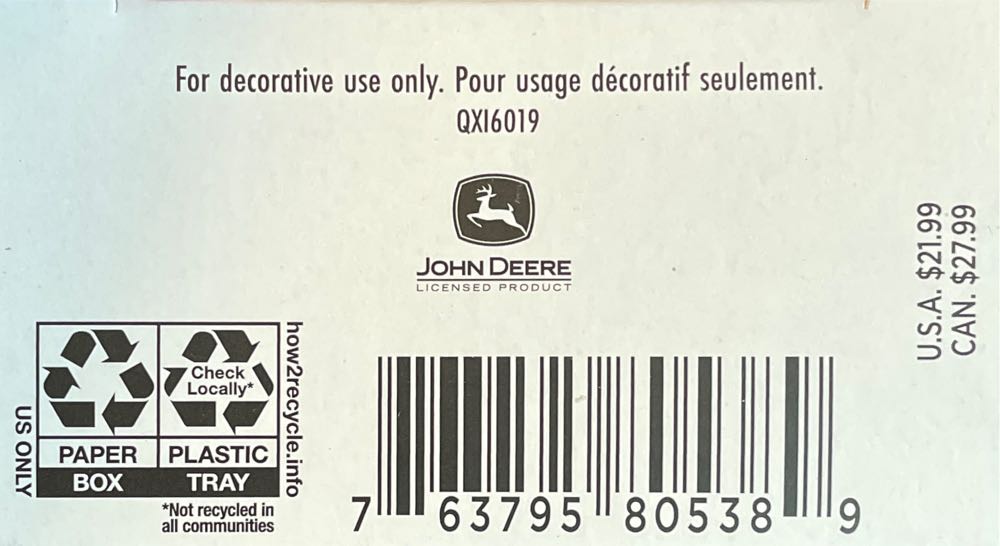 For decorative use only. Pour usage décoratif seulement.
QXI6019
JOHN DEERE
LICENSED PRODUCT
U.S.A. $21.99
CAN. $27.99
US ONLY
Check
Locally*
PAPER
BOX
PLASTIC
TRAY
how2recycle.info
*Not recycled in
all communities
7 63795 80538 9